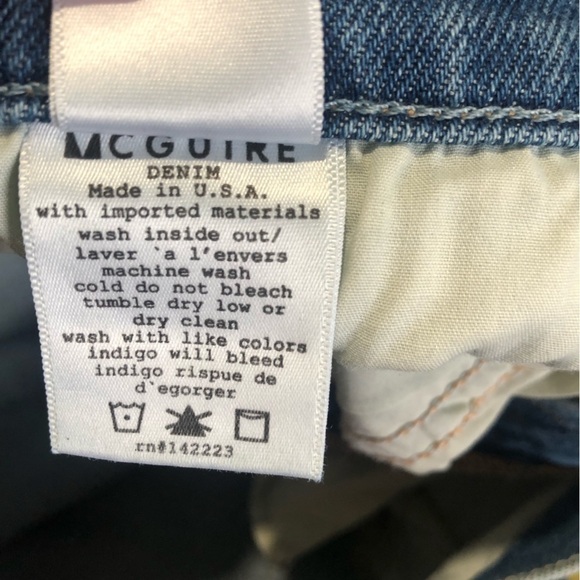 MCGUIRE
DENIM
Made in U.S.A.
with imported materials
wash inside out/
laver `a l'envers
machine wash
cold do not bleach
tumble dry low or
dry clean
wash with like colors
indigo will bleed
indigo rispue de
d`egorger
rn#142223